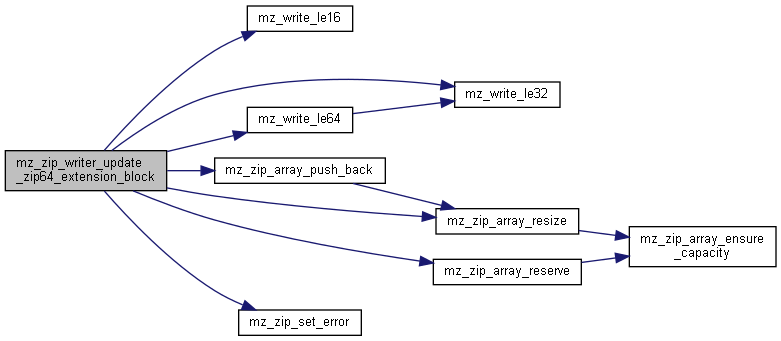 mz_write_le16
mz_write_le32
mz_write_le64
mz_zip_writer_update
_zip64_extension_block
mz_zip_array_push_back
mz_zip_array_resize
mz_zip_array_ensure
_capacity
mz_zip_array_reserve
mz_zip_set_error